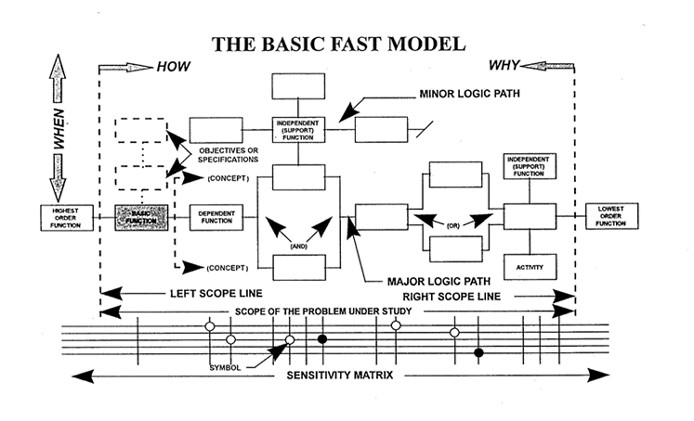 THE BASIC FAST MODEL
HOW
WHY
WHEN
MINOR LOGIC PATH
INDEPENDENT
(SUPPORT)
FUNCTION
OBJECTIVES OR
SPECIFICATIONS
INDEPENDENT
(SUPPORT)
FUNCTION
(CONCEPT)
HIGHEST
ORDER
FUNCTION
BASIC
FUNCTION
DEPENDENT
FUNCTION
LOWEST
ORDER
FUNCTION
(AND)
(OR)
(CONCEPT)
ACTIVITY
MAJOR LOGIC PATH
LEFT SCOPE LINE
RIGHT SCOPE LINE
SCOPE OF THE PROBLEM UNDER STUDY
SYMBOL
SENSITIVITY MATRIX